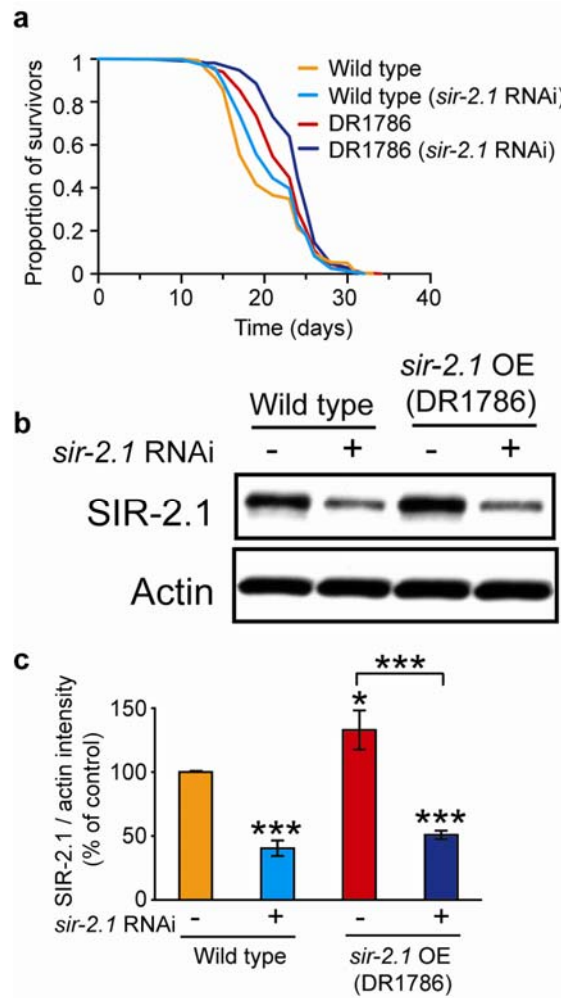 a
Proportion of survivors
1
0.8
0.6
0.4
0.2
0
0 10 20 30 40
Time (days)
Wild type
Wild type (sir-2.1 RNAi)
DR1786
DR1786 (sir-2.1 RNAi)
b
Wild type
sir-2.1 OE
(DR1786)
sir-2.1 RNAi - + - +
SIR-2.1
Actin
c
SIR-2.1 / actin intensity
(% of control)
150
100
50
0
***
*
***
***
sir-2.1 RNAi - + - +
Wild type
sir-2.1 OE
(DR1786)